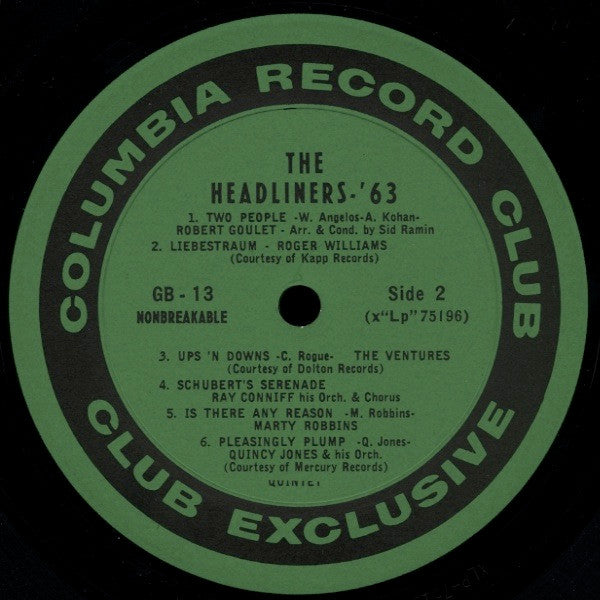 COLUMBIA RECORD CLUB
THE
HEADLINERS-'63
1. TWO PEOPLE -W. Angelos-A. Kohan-
ROBERT GOULET - Arr. & Cond. by Sid Ramin
2. LIEBESTRAUM - ROGER WILLIAMS
(Courtesy of Kapp Records)
GB - 13
Side 2
NONBREAKABLE
(x"Lp" 75196)
3. UPS 'N DOWNS -C. Rogue- THE VENTURES
(Courtesy of Dolton Records)
4. SCHUBERT'S SERENADE
RAY CONNIFF his Orch. & Chorus
5. IS THERE ANY REASON -M. Robbins-
MARTY ROBBINS
6. PLEASINGLY PLUMP -Q. Jones-
QUINCY JONES & his Orch.
(Courtesy of Mercury Records)
QUINTET
CLUB EXCLUSIVE